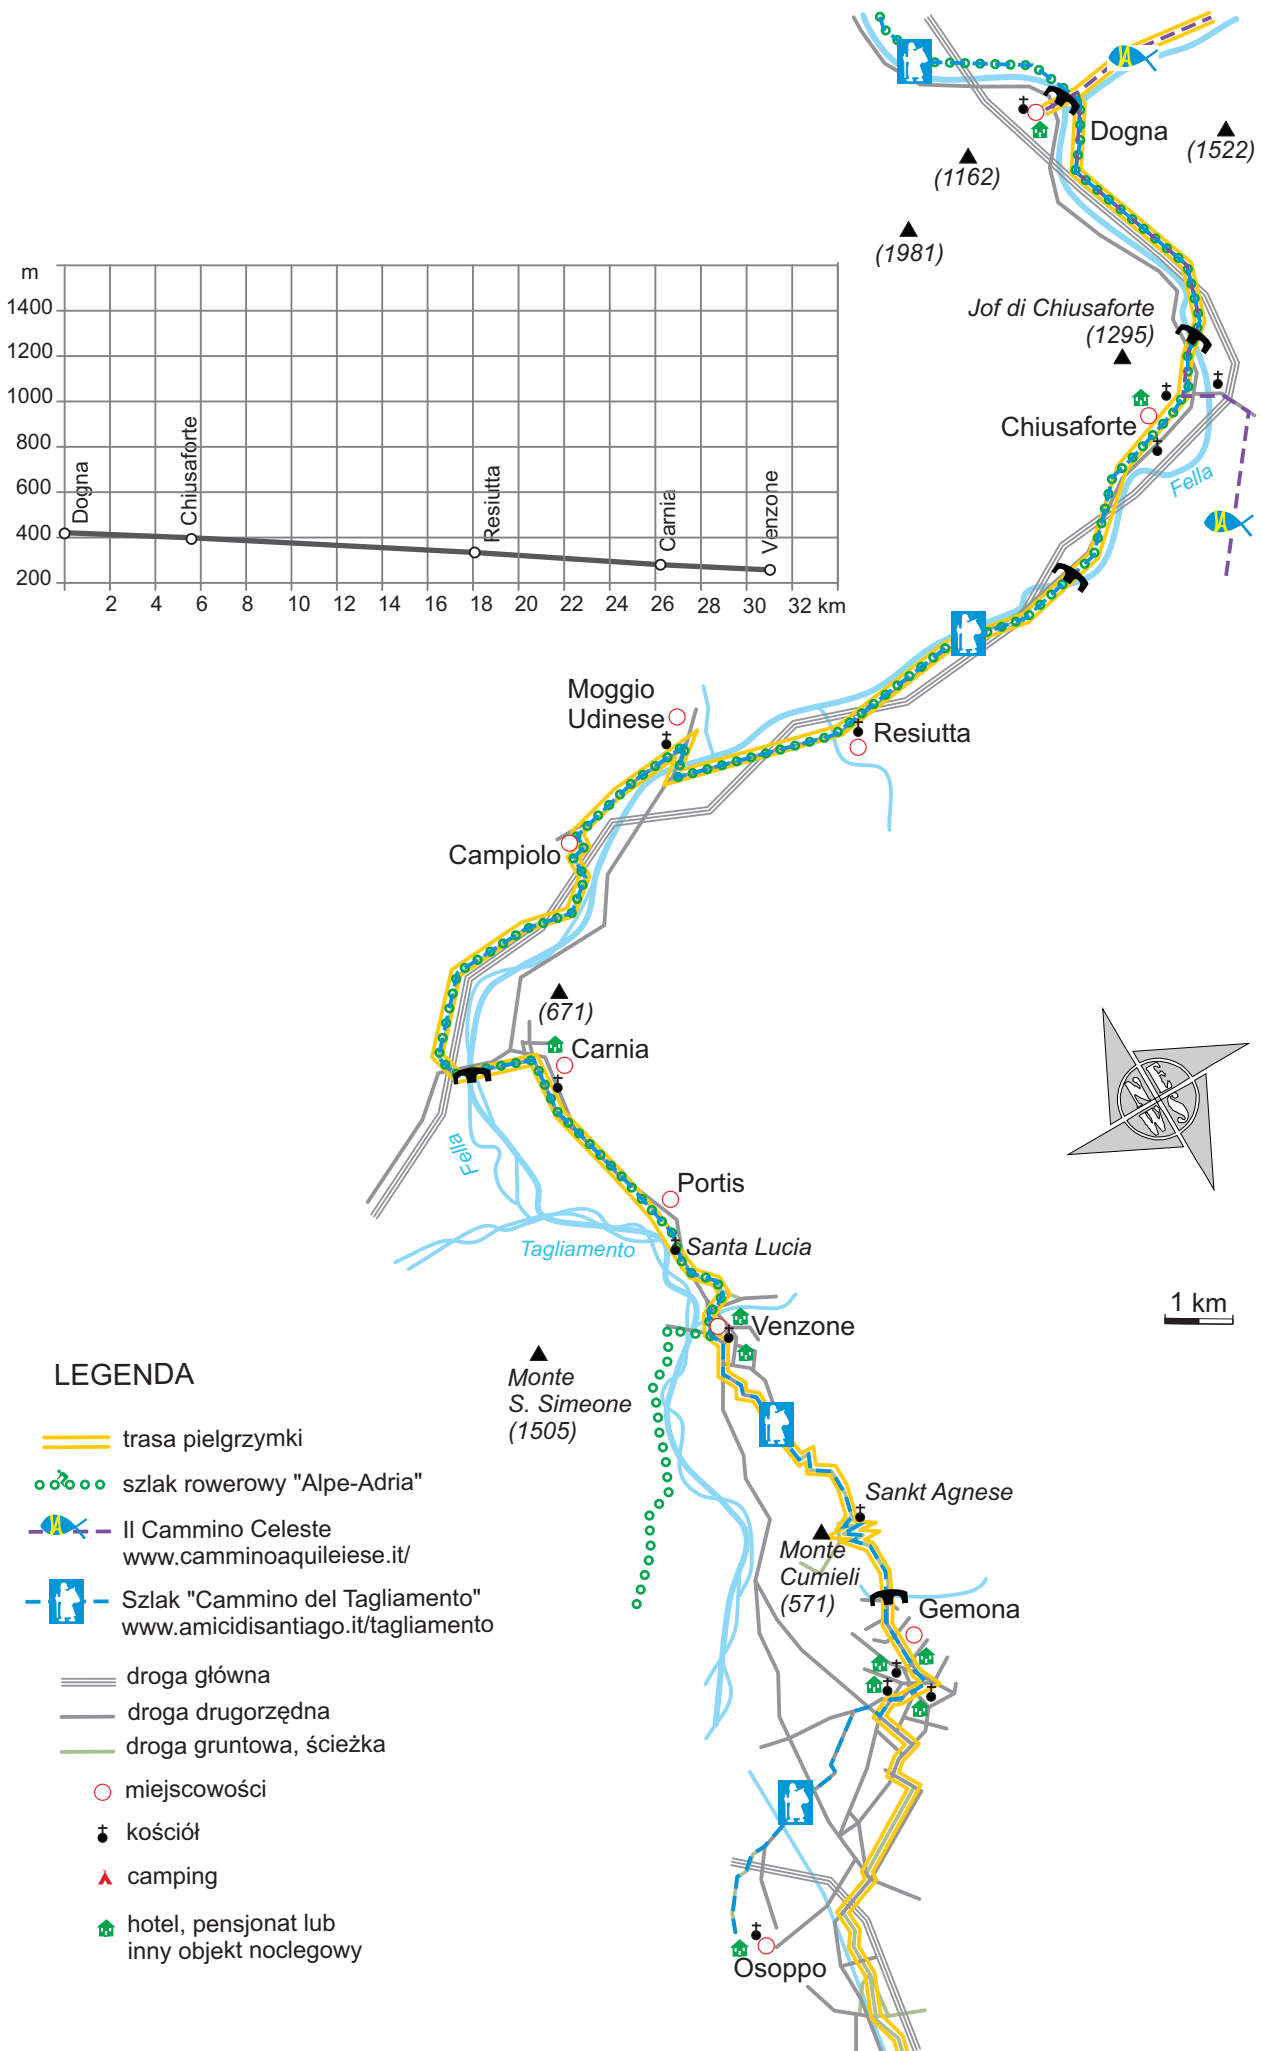 Dogna
(1522)
(1162)
(1981)
Jof di Chiusaforte
(1295)
Chiusaforte
Fella
m
1400
1200
1000
800
600
400
200
Dogna
Chiusaforte
Resiutta
Carnia
Venzone
2 4 6 8 10 12 14 16 18 20 22 24 26 28 30 32 km
Moggio
Udinese
Resiutta
Campiolo
(671)
Carnia
Fella
Portis
Tagliamento
Santa Lucia
N
E
S
W
1 km
Venzone
Monte
S. Simeone
(1505)
Sankt Agnese
Monte
Cumieli
(571)
Gemona
Osoppo
LEGENDA
trasa pielgrzymki
szlak rowerowy "Alpe-Adria"
Il Cammino Celeste
www.camminoaquileiese.it/
Szlak "Cammino del Tagliamento"
www.amicidisantiago.it/tagliamento
droga główna
droga drugorzędna
droga gruntowa, ścieżka
miejscowości
kościół
camping
hotel, pensjonat lub
inny objekt noclegowy